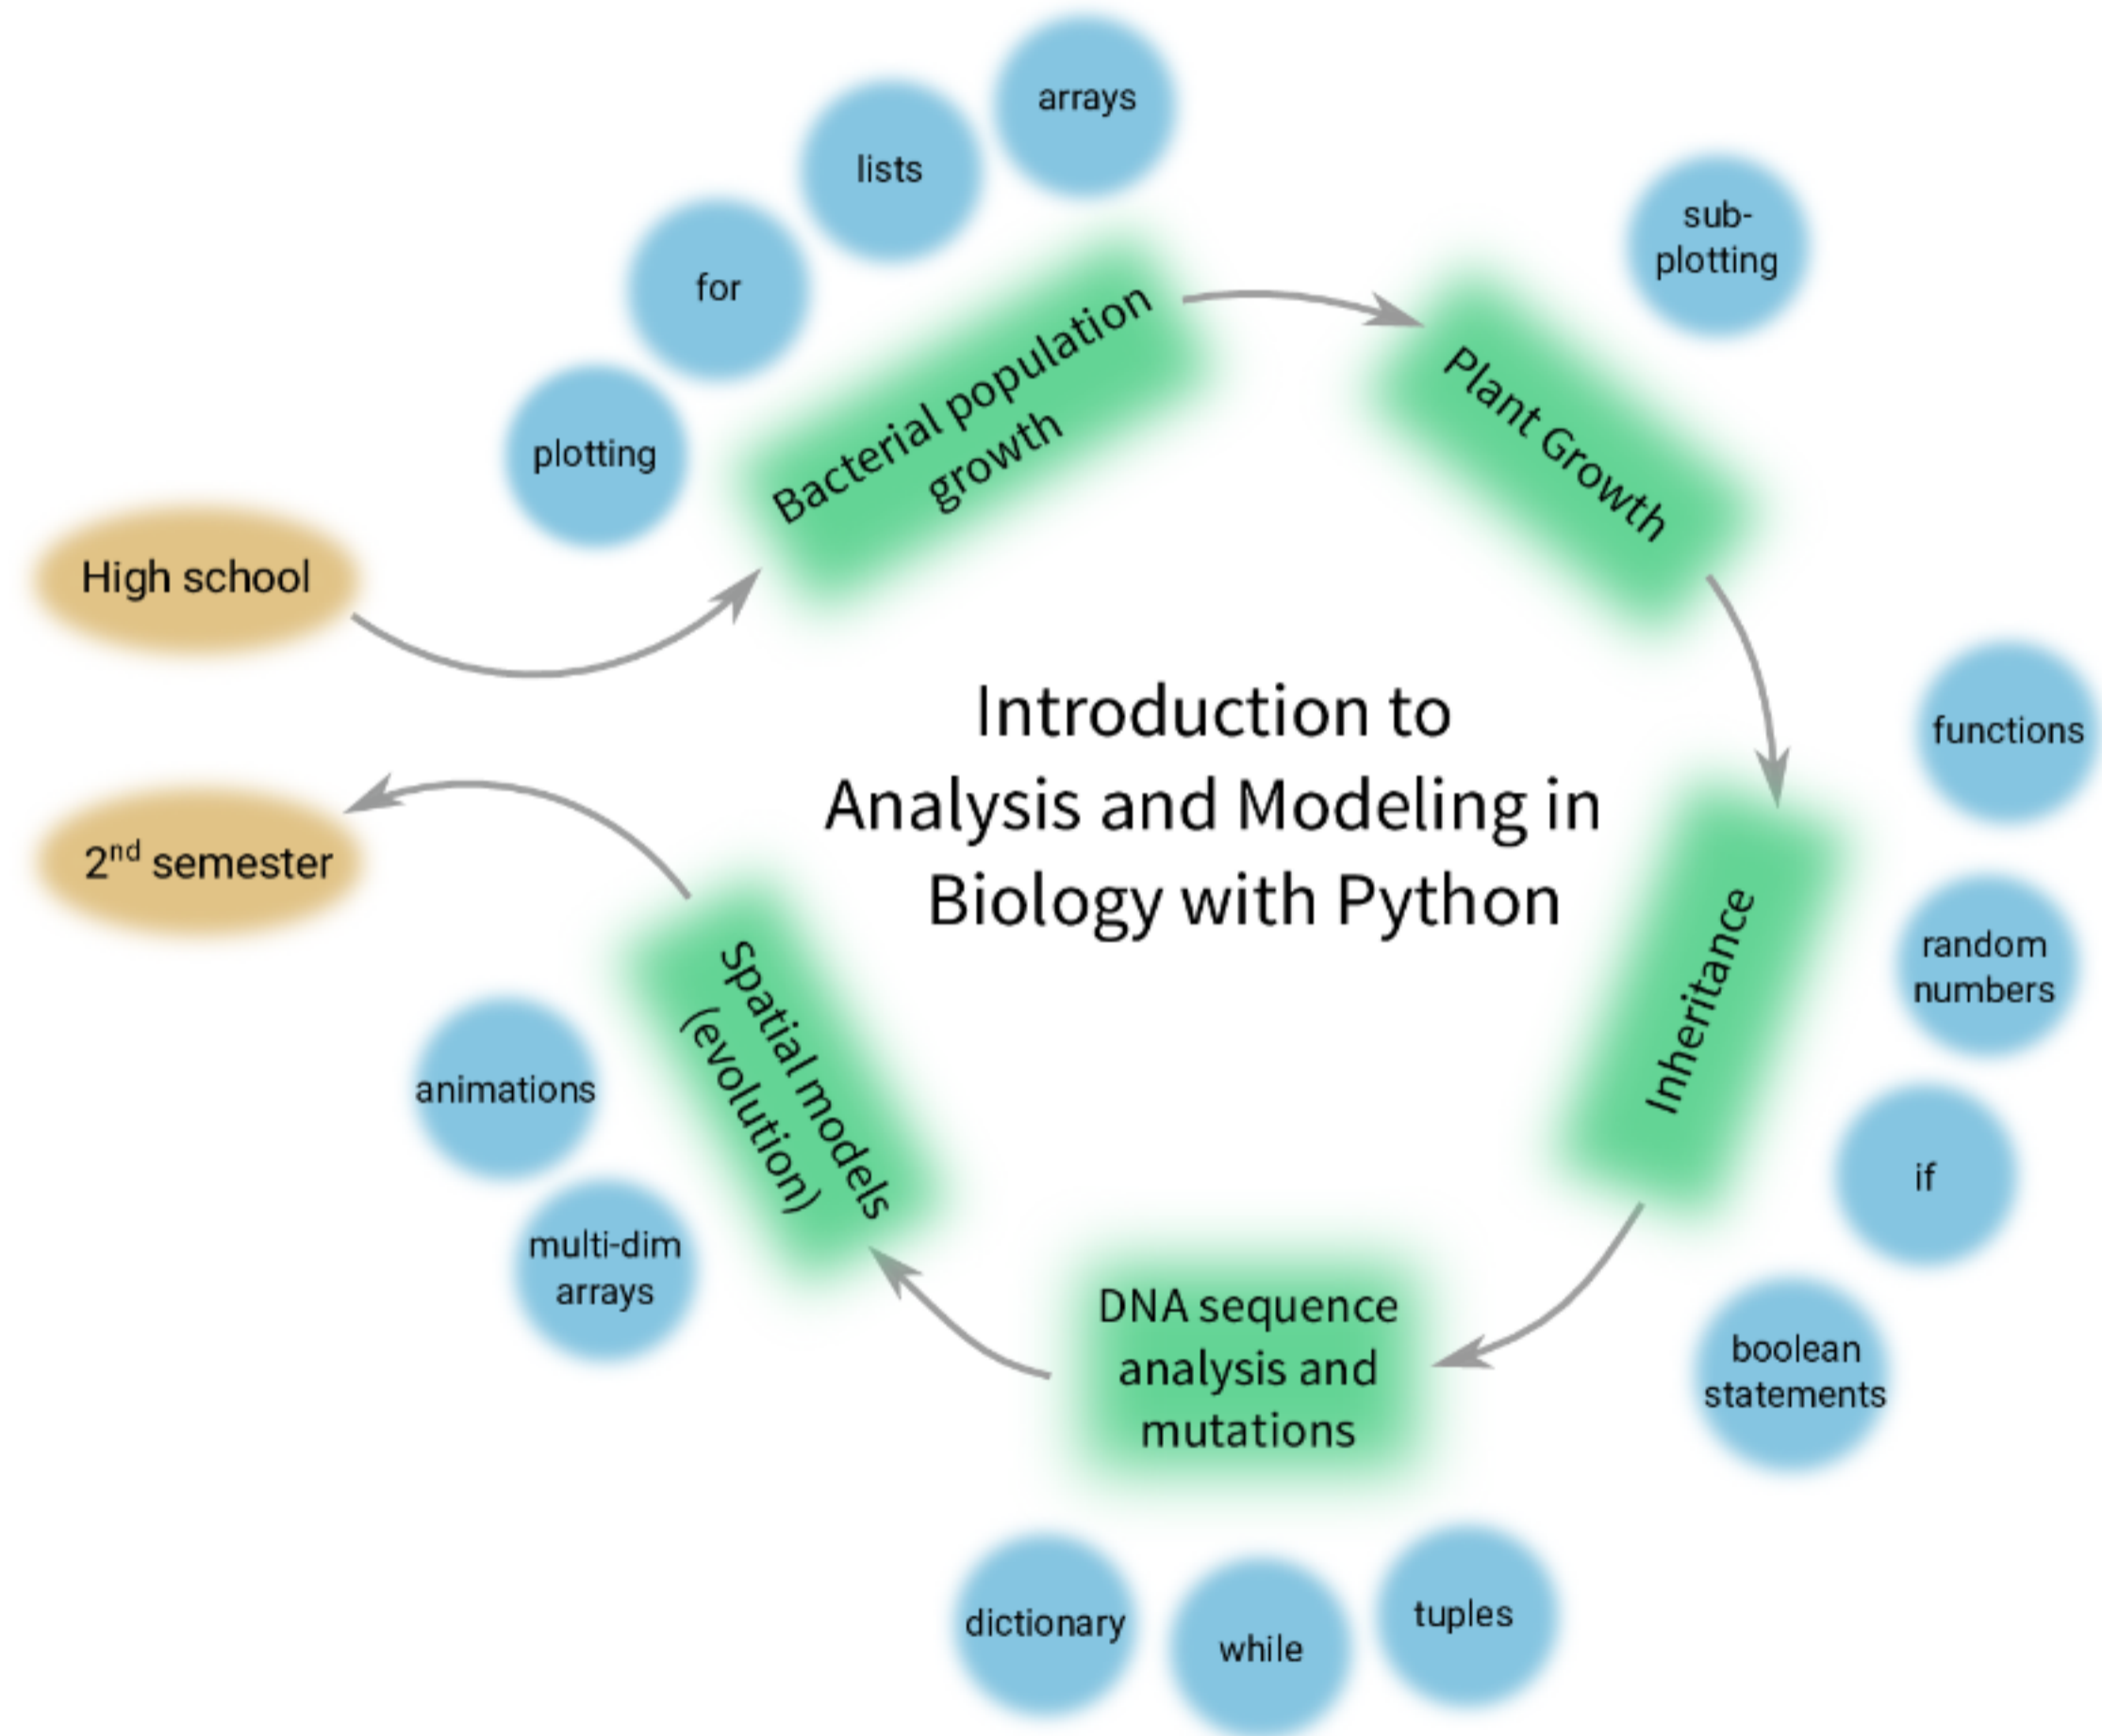 arrays
lists
for
plotting
sub-
plotting
Bacterial population
growth
Plant Growth
High school
functions
Introduction to
Analysis and Modeling in
Biology with Python
2nd semester
random
numbers
Inheritance
if
boolean
statements
Spatial models
(evolution)
animations
multi-dim
arrays
DNA sequence
analysis and
mutations
dictionary
while
tuples